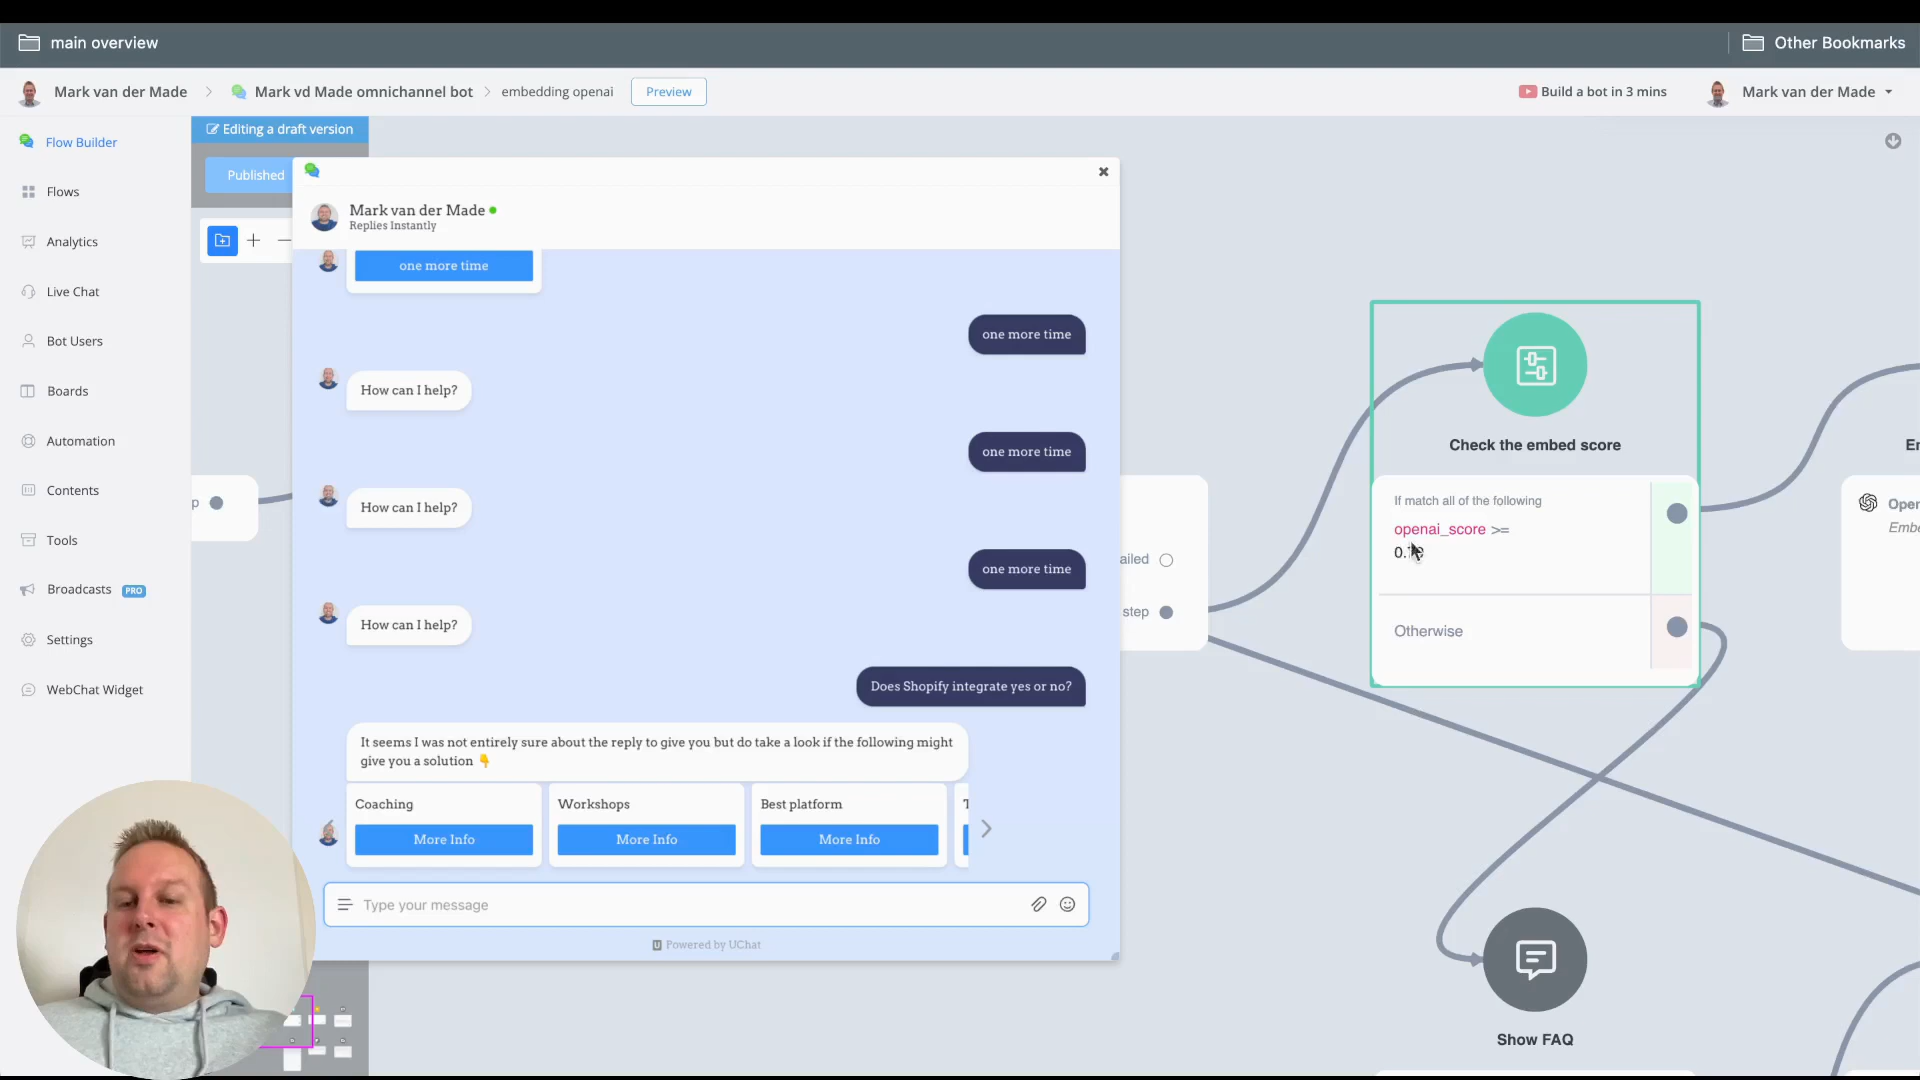 main overview
Other Bookmarks
Mark van der Made
Mark vd Made omnichannel bot
embedding openai
Preview
Build a bot in 3 mins
Mark van der Made
Flow Builder
Flows
Analytics
Live Chat
Bot Users
Boards
Automation
Contents
Tools
Broadcasts PRO
Settings
WebChat Widget
Editing a draft version
Published
p
Mark van der Made
Replies Instantly
one more time
one more time
How can I help?
one more time
How can I help?
one more time
How can I help?
Does Shopify integrate yes or no?
It seems I was not entirely sure about the reply to give you but do take a look if the following might
give you a solution 👇
Coaching
More Info
Workshops
More Info
Best platform
More Info
Type your message
Powered by UChat
ailed
step
Check the embed score
If match all of the following
openai_score >=
Otherwise
Show FAQ
Open
Embe